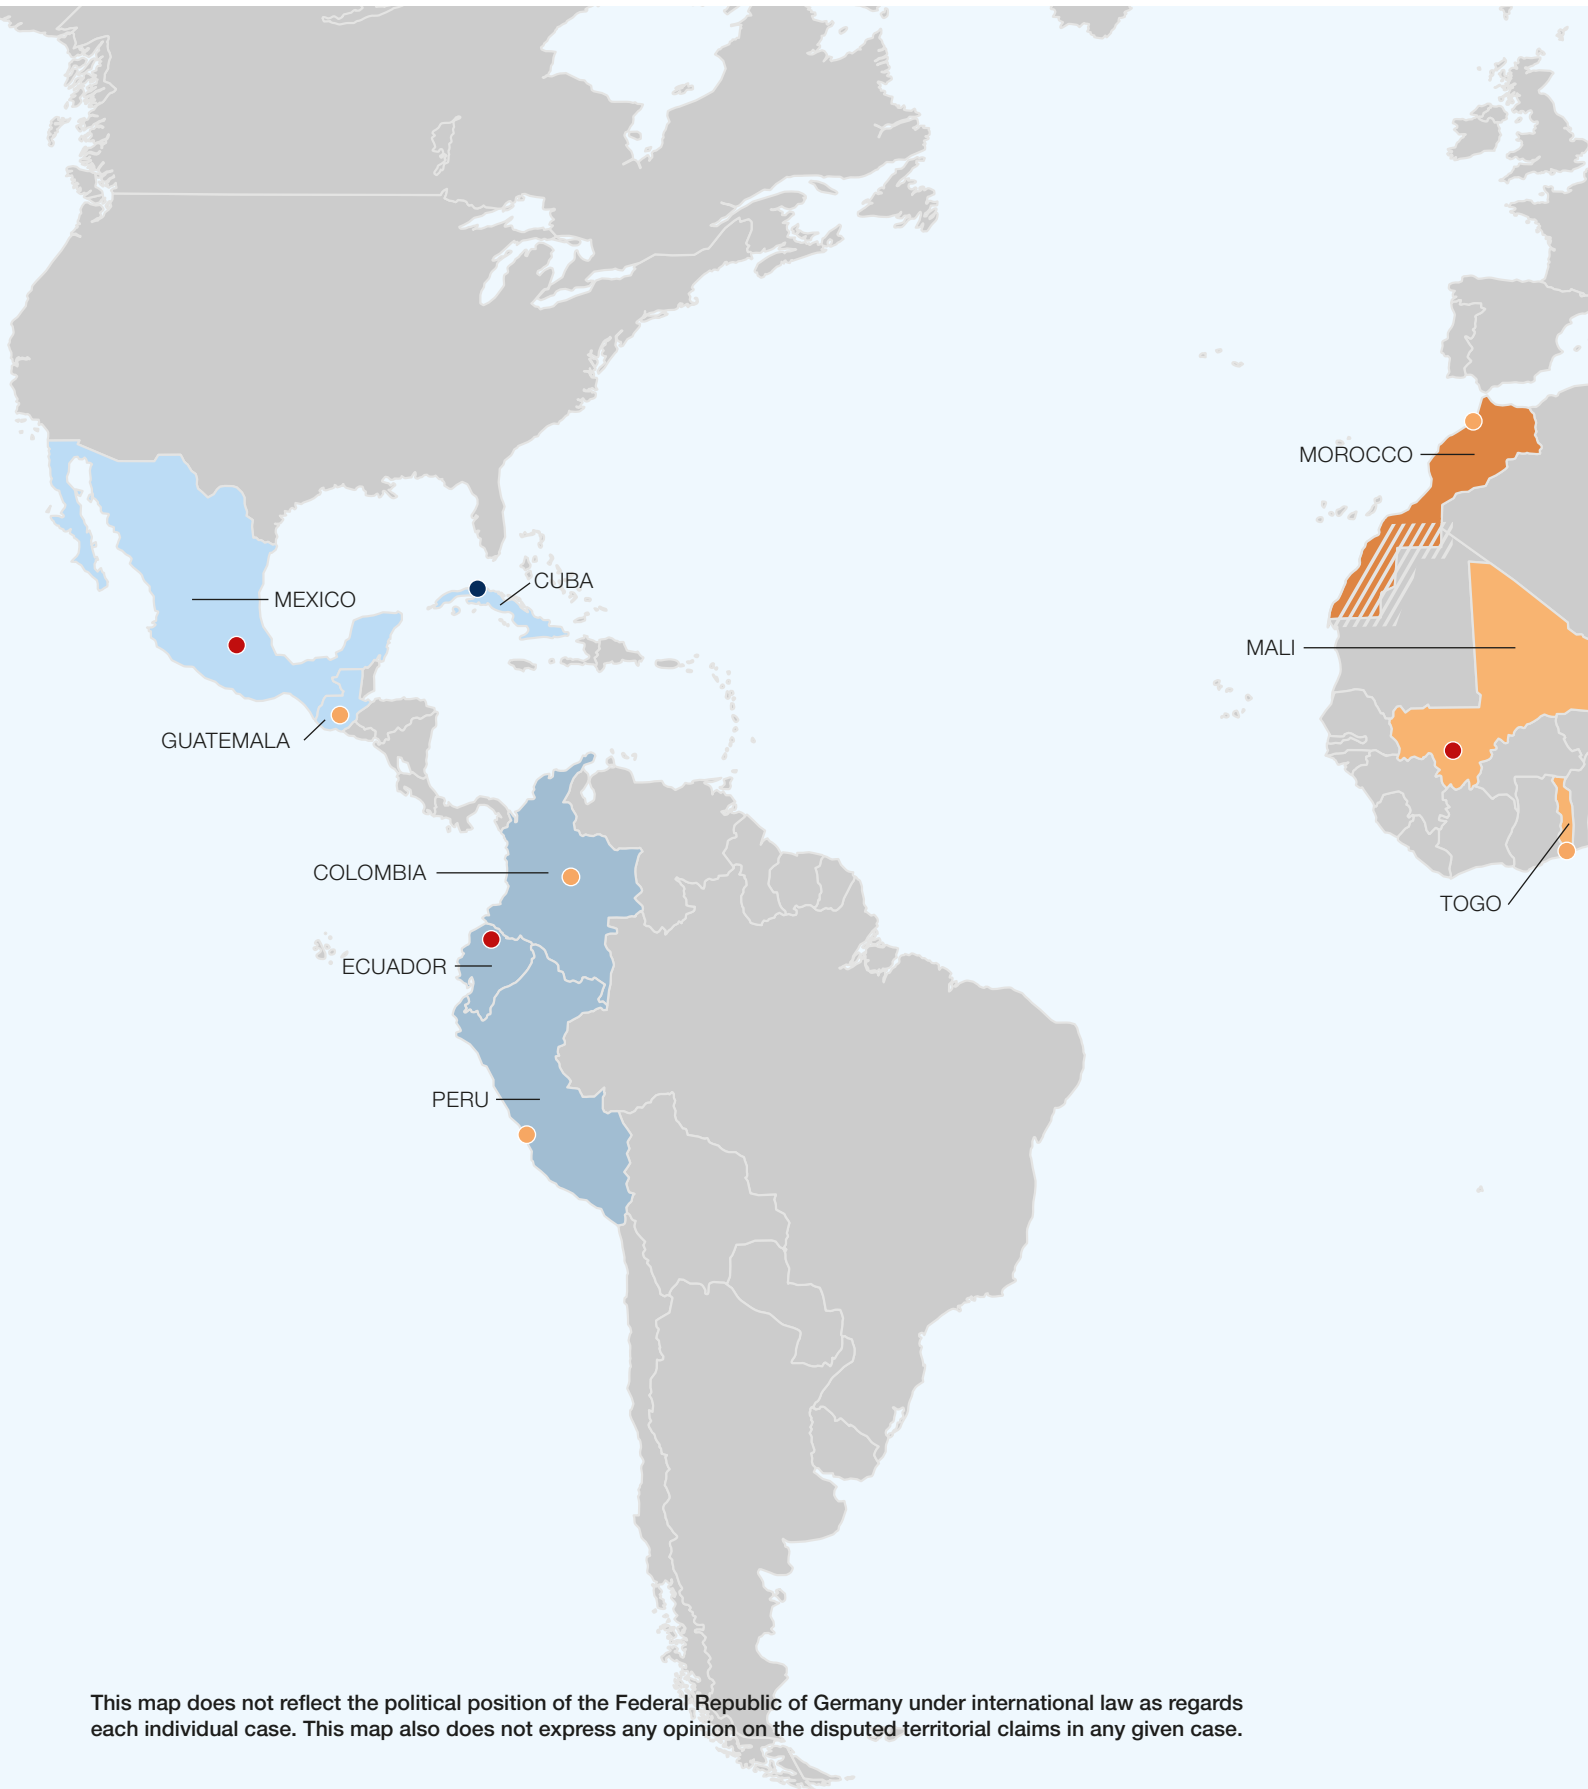 MOROCCO
CUBA
MEXICO
MALI
GUATEMALA
COLOMBIA
TOGO
ECUADOR
PERU
This map does not reflect the political position of the Federal Republic of Germany under international law as regards
each individual case. This map also does not express any opinion on the disputed territorial claims in any given case.